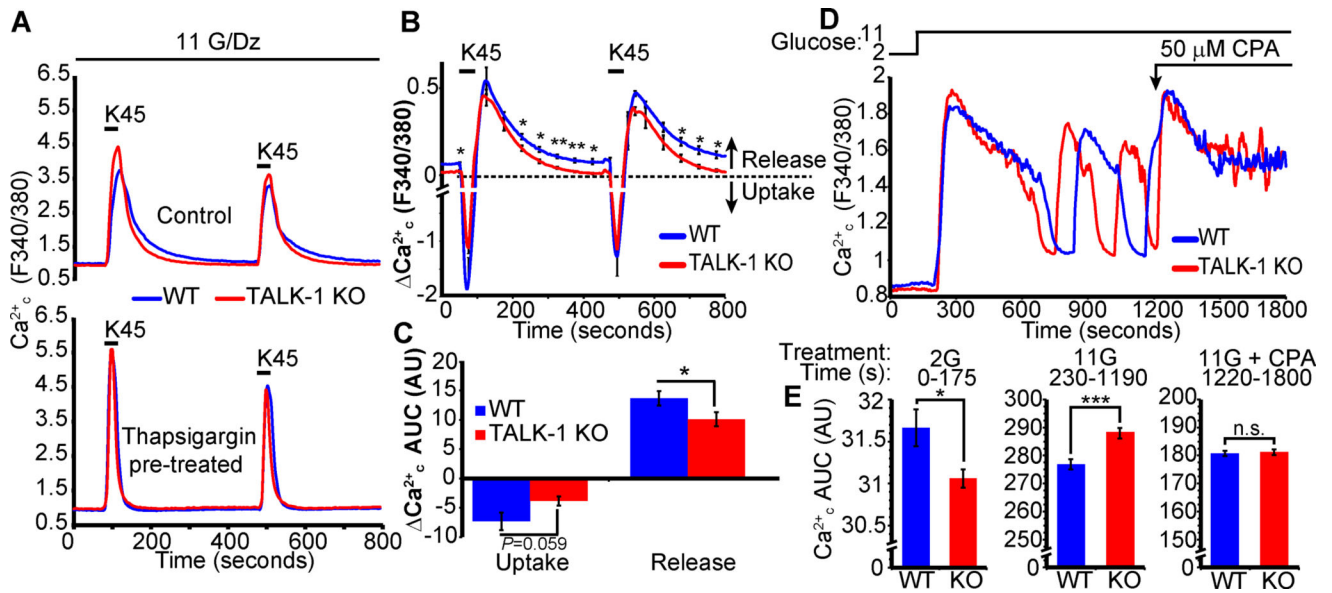 A
11 G/Dz
6.5
5.5
4.5
3.5
2.5
1.5
0.5
K45
K45
Control
WT
TALK-1 KO
Ca²⁺c (F340/380)
6.5
5.5
4.5
3.5
2.5
1.5
0.5
K45
K45
Thapsigargin
pre-treated
0 200 400 600 800
Time (seconds)
B
K45
K45
0.5
0
-1
-2
ΔCa²⁺c (F340/380)
* * * ** ** * * * *
Release
Uptake
WT
TALK-1 KO
0 200 400 600 800
Time (seconds)
C
20
15
10
5
0
-5
-10
ΔCa²⁺c AUC (AU)
WT
TALK-1 KO
*
P=0.059
Uptake Release
D
Glucose: 11
2
50 μM CPA
2
1.8
1.6
1.4
1.2
1
0.8
Ca²⁺c (F340/380)
WT
TALK-1 KO
0 300 600 900 1200 1500 1800
Time (seconds)
E
Treatment: 2G 11G 11G + CPA
Time (s): 0-175 230-1190 1220-1800
Ca²⁺c AUC (AU)
32
31.5
31
30.5
0
*
WT KO
300
290
280
270
260
250
0
***
WT KO
210
200
190
180
170
160
0
n.s.
WT KO